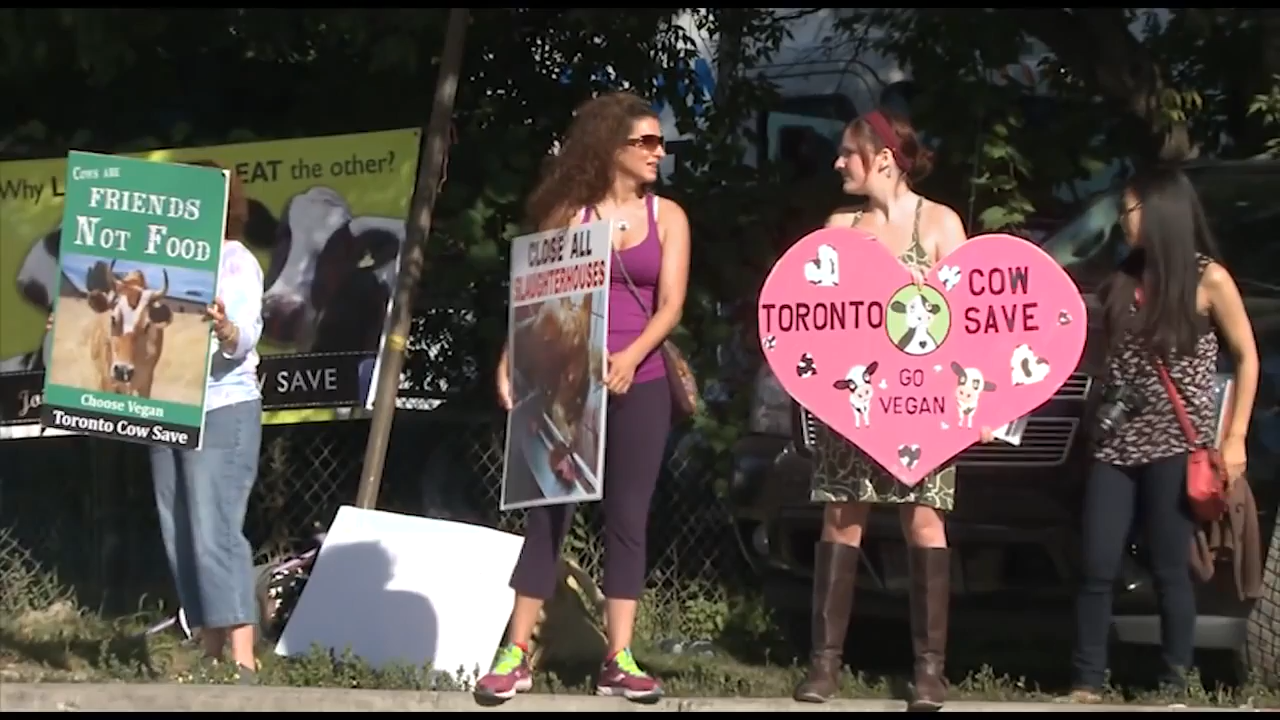 Why L
EAT the other?
Jo
V SAVE
COWS ARE
FRIENDS
NOT FOOD
Choose Vegan
Toronto Cow Save
CLOSE ALL
SLAUGHTERHOUSES
TORONTO
COW
SAVE
GO
VEGAN